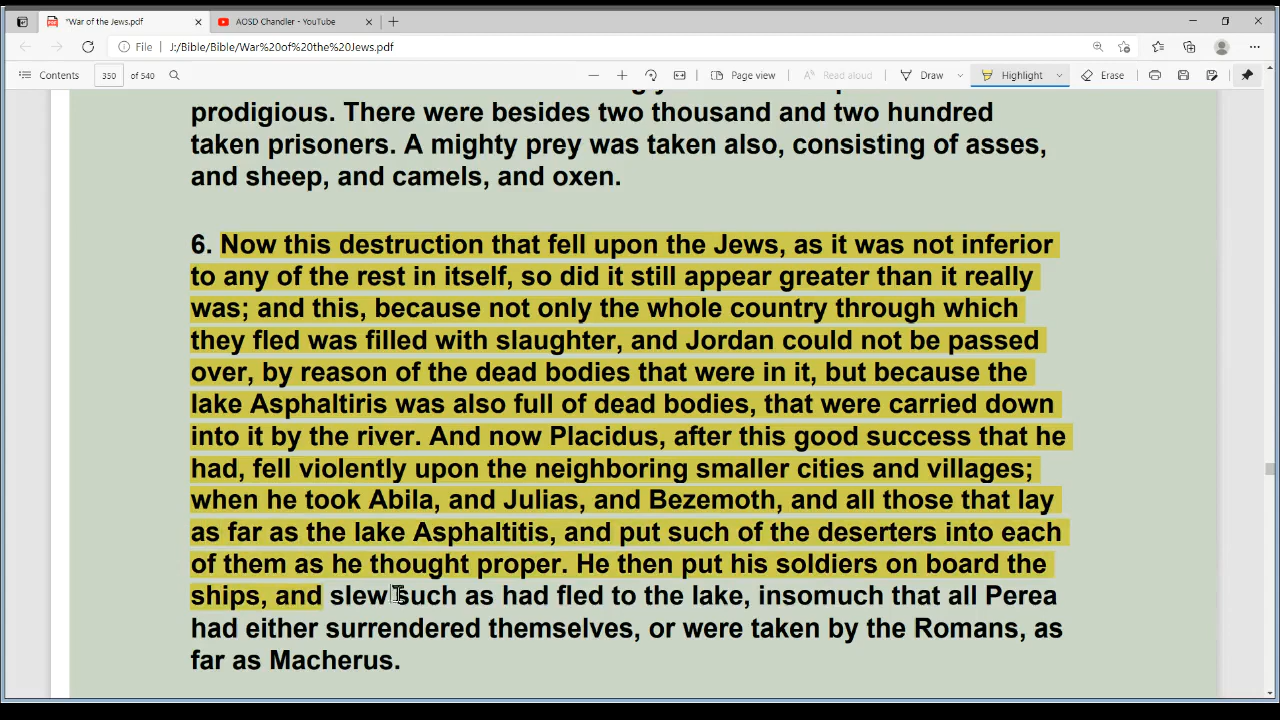 *War of the Jews.pdf
AOSD Chandler - YouTube
File
J:/Bible/Bible/War%20of%20the%20Jews.pdf
Contents
350
of 540
Page view
Read aloud
Draw
Highlight
Erase
prodigious. There were besides two thousand and two hundred
taken prisoners. A mighty prey was taken also, consisting of asses,
and sheep, and camels, and oxen.
6. Now this destruction that fell upon the Jews, as it was not inferior
to any of the rest in itself, so did it still appear greater than it really
was; and this, because not only the whole country through which
they fled was filled with slaughter, and Jordan could not be passed
over, by reason of the dead bodies that were in it, but because the
lake Asphaltiris was also full of dead bodies, that were carried down
into it by the river. And now Placidus, after this good success that he
had, fell violently upon the neighboring smaller cities and villages;
when he took Abila, and Julias, and Bezemoth, and all those that lay
as far as the lake Asphaltitis, and put such of the deserters into each
of them as he thought proper. He then put his soldiers on board the
ships, and slew such as had fled to the lake, insomuch that all Perea
had either surrendered themselves, or were taken by the Romans, as
far as Macherus.